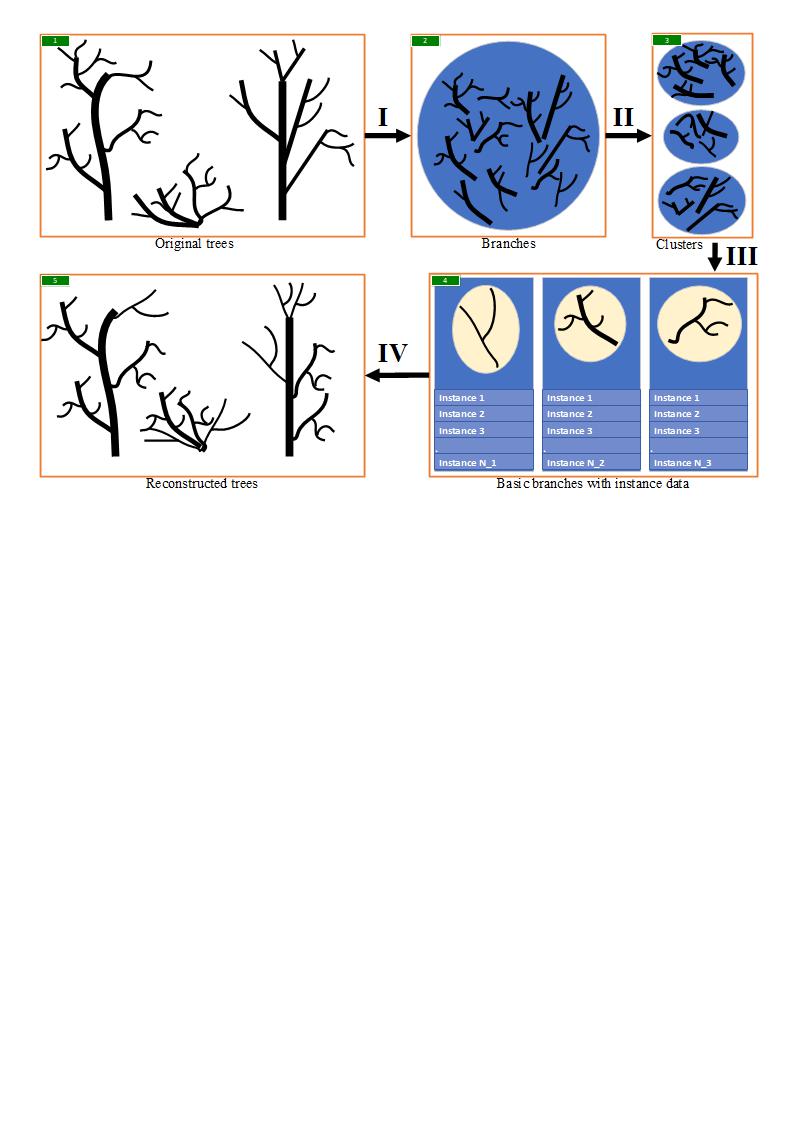 1
2
3
I
II
Original trees
Branches
Clusters
III
5
4
IV
Instance 1
Instance 2
Instance 3
.
Instance N_1
Instance 1
Instance 2
Instance 3
.
Instance N_2
Instance 1
Instance 2
Instance 3
.
Instance N_3
Reconstructed trees
Basic branches with instance data